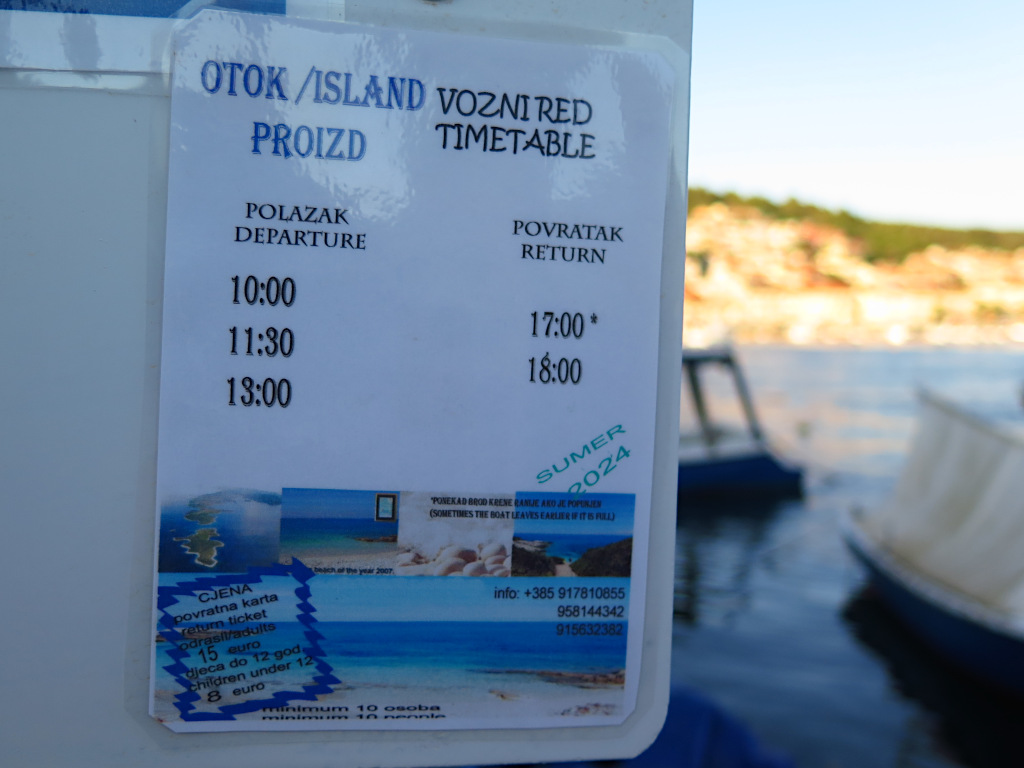 OTOK /ISLAND
PROIZD
VOZNI RED
TIMETABLE
POLAZAK
DEPARTURE
10:00
11:30
13:00
POVRATAK
RETURN
17:00 *
18:00
SUMER
2024
*PONEKAD BROD KRENE RANIJE AKO JE POPUNJEN
(SOMETIMES THE BOAT LEAVES EARLIER IF IT IS FULL)
beach of the year 2007.
info: +385 917810855
958144342
915632382
CJENA
povratna karta
return ticket
odrasli/adults
15 euro
djeca do 12 god
children under 12
8 euro
minimum 10 osoba
minimum 10 people